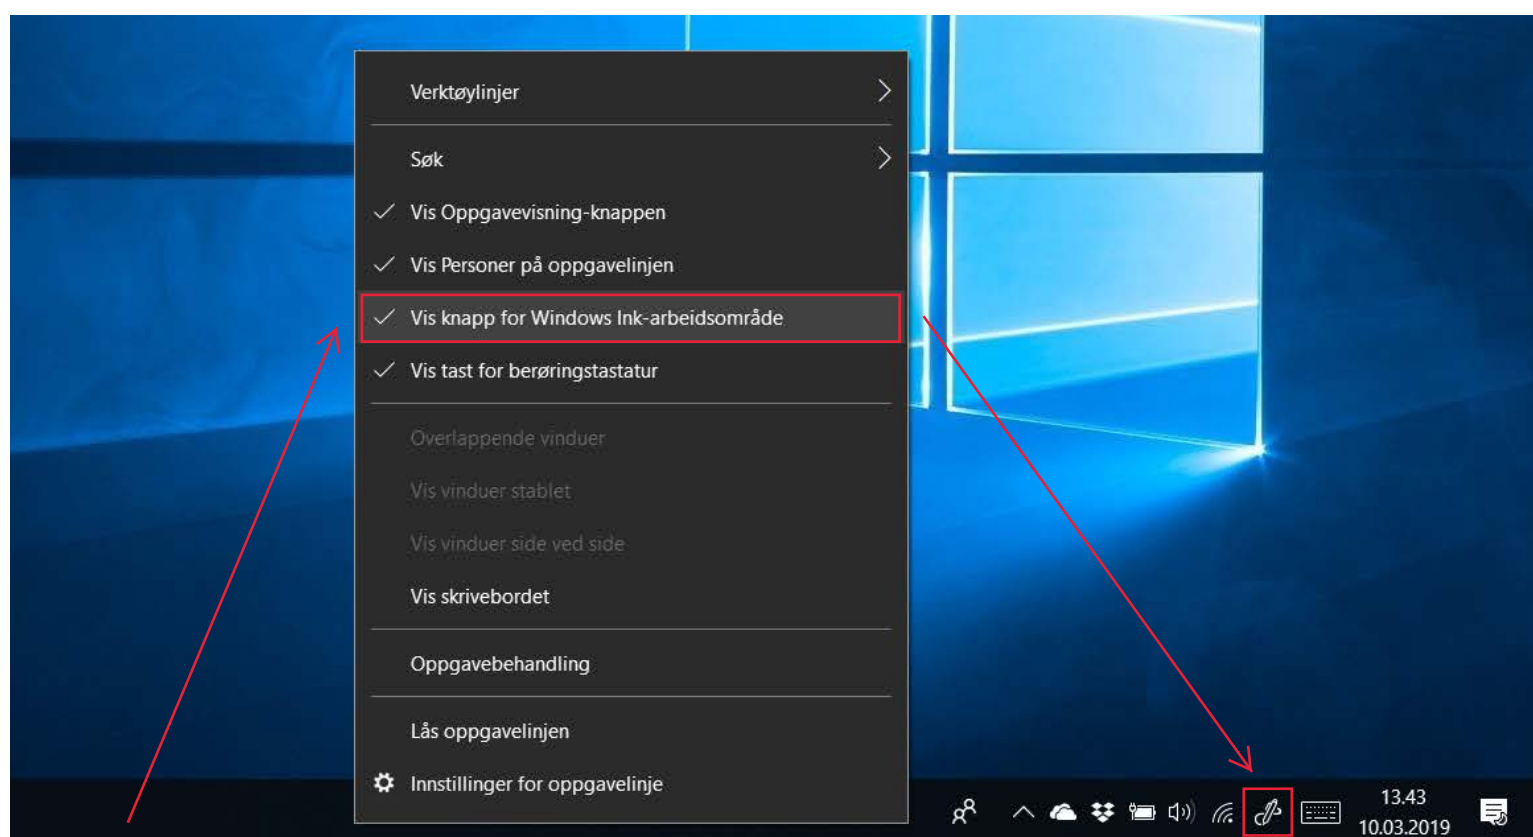 Verktøylinjer
Søk
Vis Oppgavevisning-knappen
Vis Personer på oppgavelinjen
Vis knapp for Windows Ink-arbeidsområde
Vis tast for berøringstastatur
Overlappende vinduer
Vis vinduer stablet
Vis vinduer side ved side
Vis skrivebordet
Oppgavebehandling
Lås oppgavelinjen
Innstillinger for oppgavelinje
13.43
10.03.2019